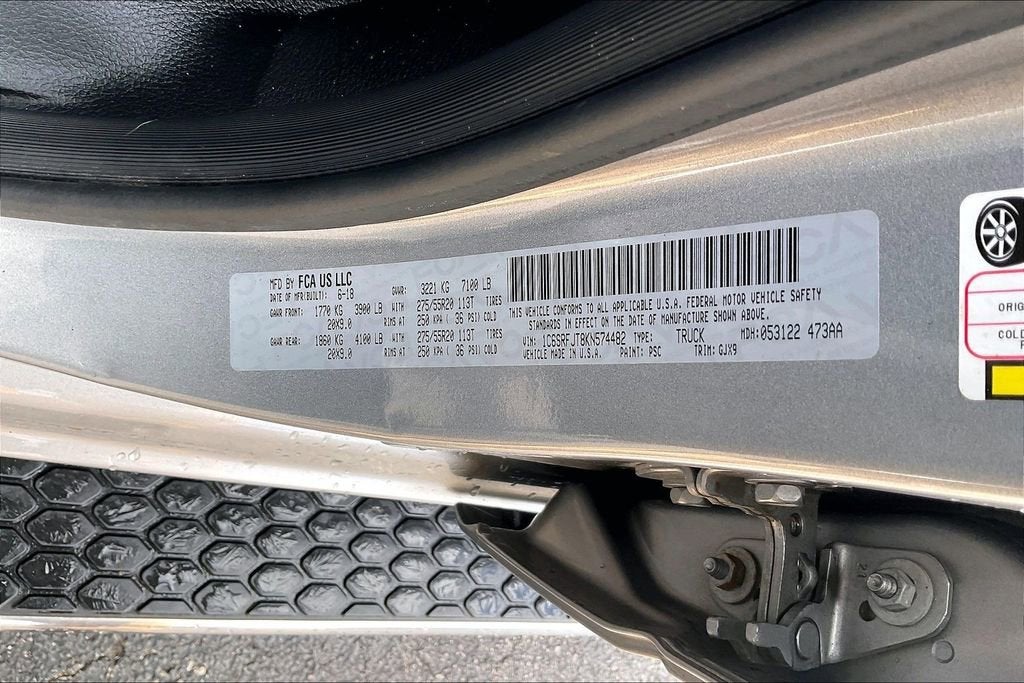 MFD BY FCA US LLC
DATE OF MFR(BUILT): 6-18 GVWR: 3221 KG 7100 LB
GAWR FRONT: 1770 KG 3900 LB WITH 275/55R20 113T TIRES
20X9.0 RIMS AT 250 KPA ( 36 PSI) COLD
GAWR REAR: 1860 KG 4100 LB WITH 275/55R20 113T TIRES
20X9.0 RIMS AT 250 KPA ( 36 PSI) COLD
THIS VEHICLE CONFORMS TO ALL APPLICABLE U.S.A. FEDERAL MOTOR VEHICLE SAFETY
STANDARDS IN EFFECT ON THE DATE OF MANUFACTURE SHOWN ABOVE.
VIN: 1C6SRFJT8KN574482 TYPE: TRUCK MDH: 053122 473AA
VEHICLE MADE IN U.S.A. PAINT: PSC TRIM: GJX9
ORIG
COLD